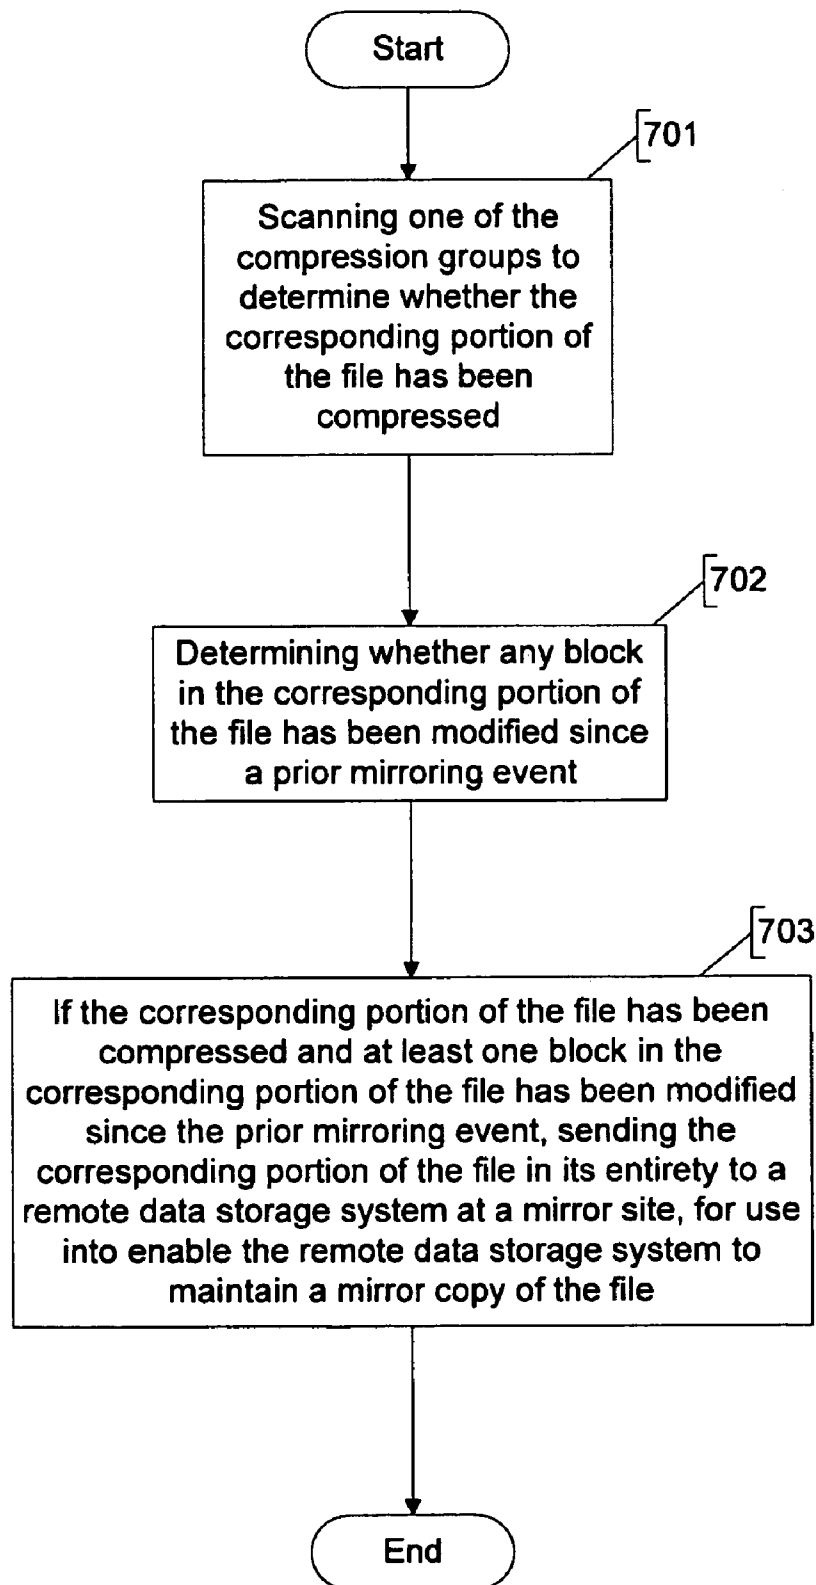 Start
701
Scanning one of the
compression groups to
determine whether the
corresponding portion of
the file has been
compressed
702
Determining whether any block
in the corresponding portion of
the file has been modified since
a prior mirroring event
703
If the corresponding portion of the file has been
compressed and at least one block in the
corresponding portion of the file has been modified
since the prior mirroring event, sending the
corresponding portion of the file in its entirety to a
remote data storage system at a mirror site, for use
into enable the remote data storage system to
maintain a mirror copy of the file
End